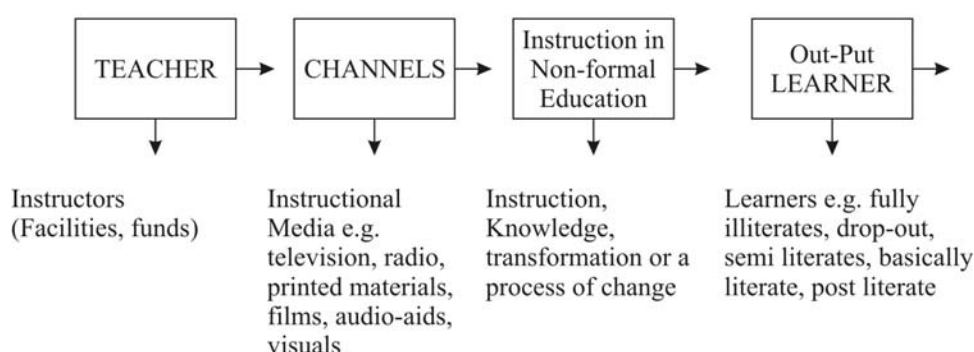 TEACHER
CHANNELS
Instruction in
Non-formal
Education
Out-Put
LEARNER
Instructors
(Facilities, funds)
Instructional
Media e.g.
television, radio,
printed materials,
films, audio-aids,
visuals
Instruction,
Knowledge,
transformation or a
process of change
Learners e.g. fully
illiterates, drop-out,
semi literates, basically
literate, post literate